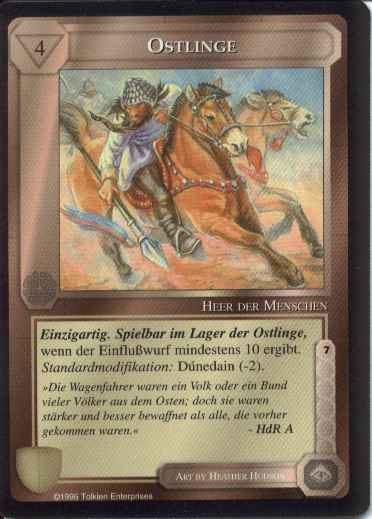 4
OSTLINGE
HEER DER MENSCHEN
Einzigartig. Spielbar im Lager der Ostlinge,
wenn der Einflußwurf mindestens 10 ergibt.
Standardmodifikation: Dúnedain (-2).
»Die Wagenfahrer waren ein Volk oder ein Bund
vieler Völker aus dem Osten; doch sie waren
stärker und besser bewaffnet als alle, die vorher
gekommen waren.« - HdR A
7
ART BY HEATHER HUDSON
©1996 Tolkien Enterprises